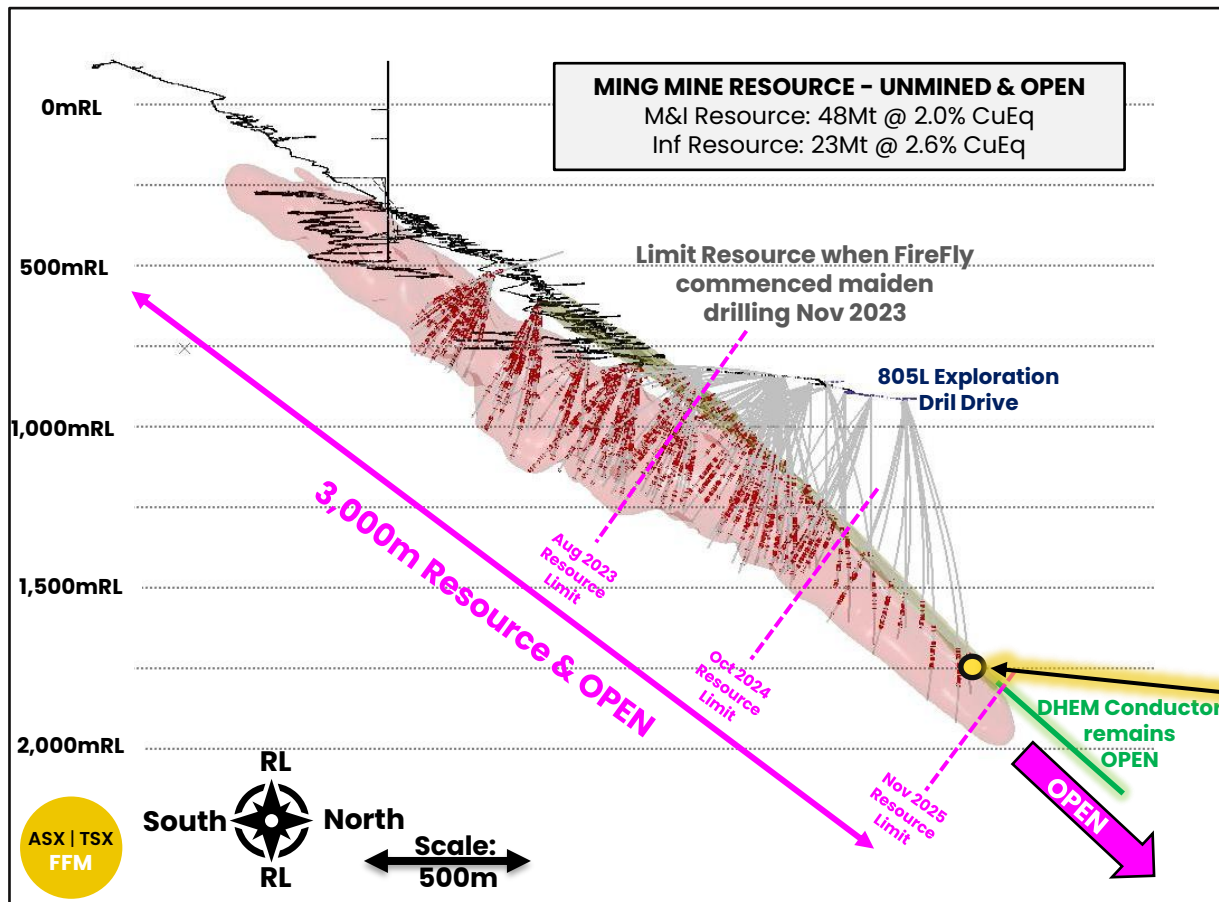 MING MINE RESOURCE – UNMINED & OPEN
M&I Resource: 48Mt @ 2.0% CuEq
Inf Resource: 23Mt @ 2.6% CuEq
0mRL
500mRL
1,000mRL
1,500mRL
2,000mRL
Limit Resource when FireFly
commenced maiden
drilling Nov 2023
805L Exploration
Dril Drive
3,000m Resource & OPEN
Aug 2023
Resource
Limit
Oct 2024
Resource
Limit
Nov 2025
Resource
Limit
DHEM Conductor
remains
OPEN
OPEN
RL
South
North
RL
Scale:
500m
ASX | TSX
FFM